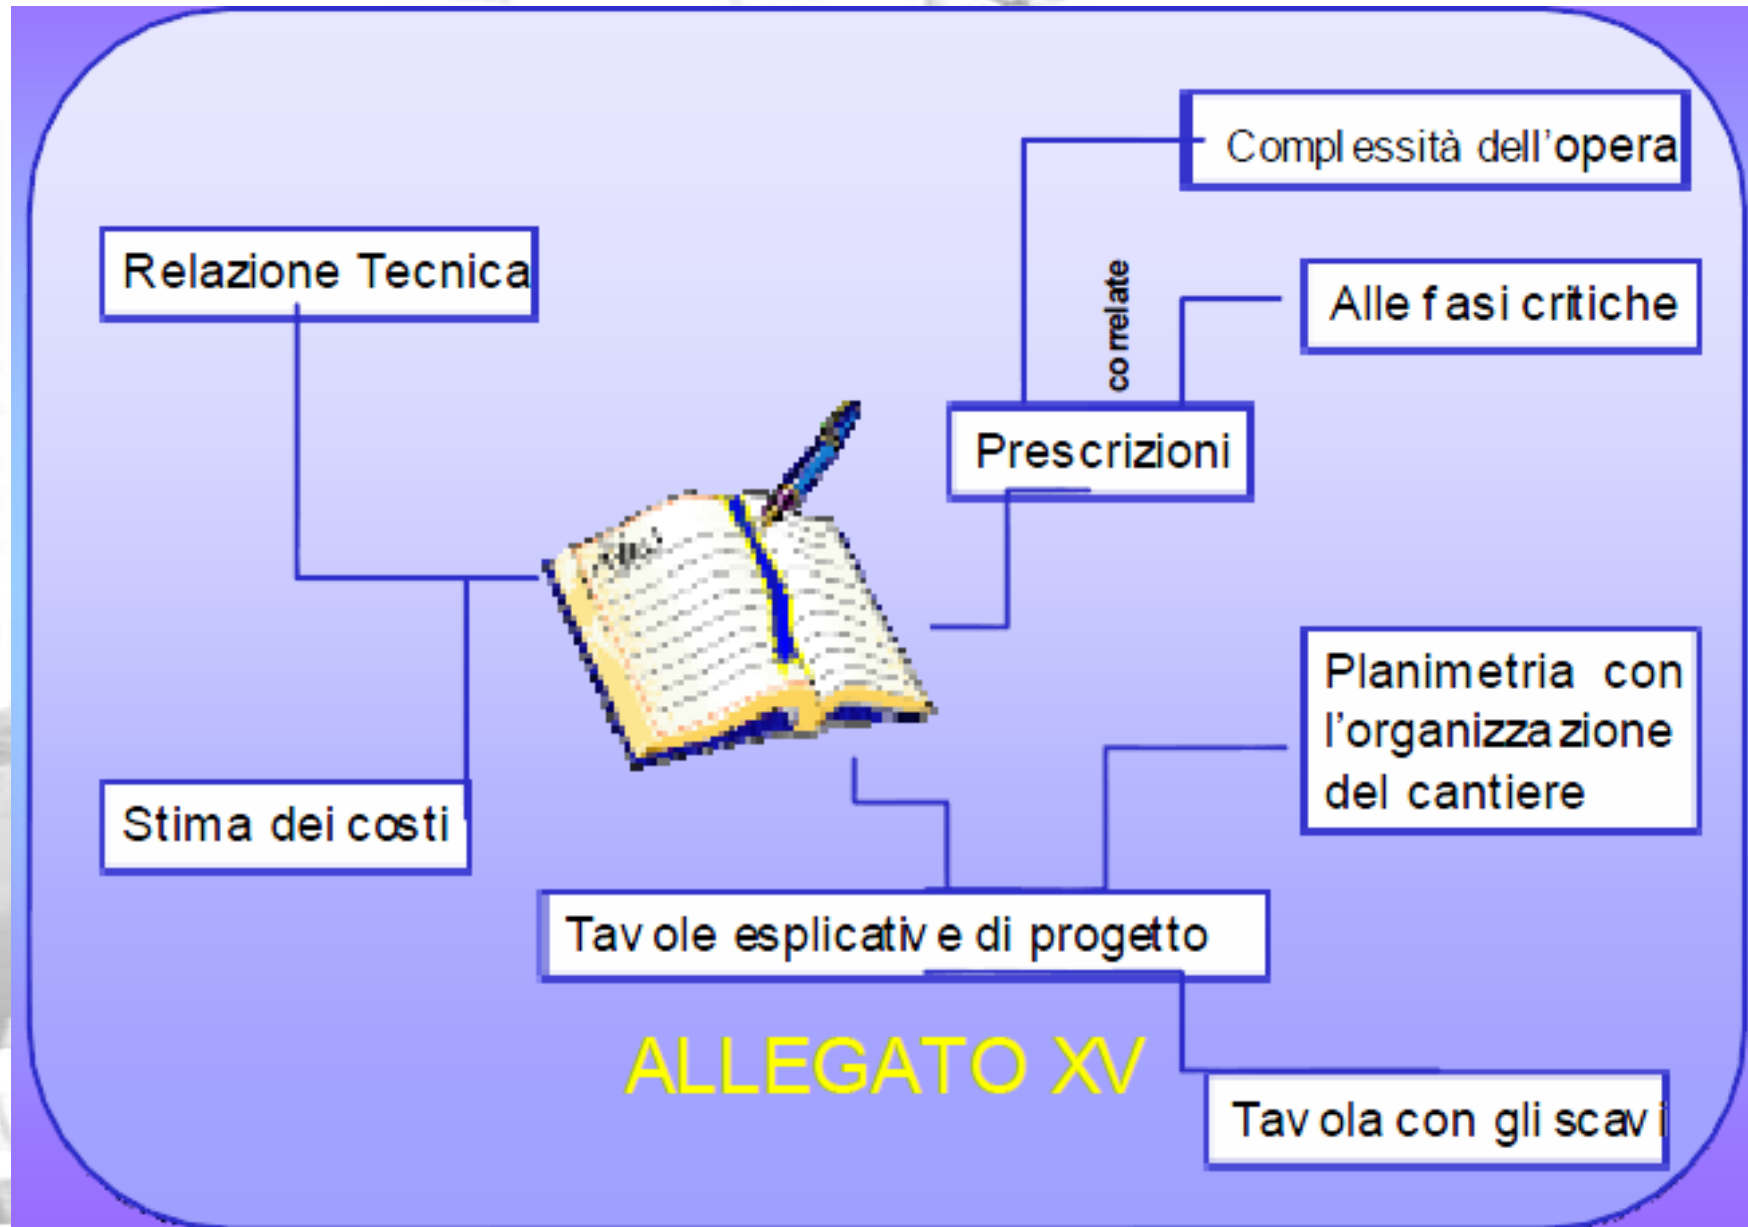 Complessità dell'opera
Relazione Tecnica
correlate
Alle fasi critiche
Prescrizioni
Planimetria con
l'organizzazione
del cantiere
Stima dei costi
Tavole esplicative di progetto
ALLEGATO XV
Tavola con gli scavi